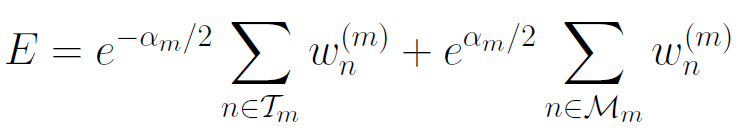 E = e^{-\alpha_m/2} \sum_{n \in \mathcal{T}_m} w_n^{(m)} + e^{\alpha_m/2} \sum_{n \in \mathcal{M}_m} w_n^{(m)}